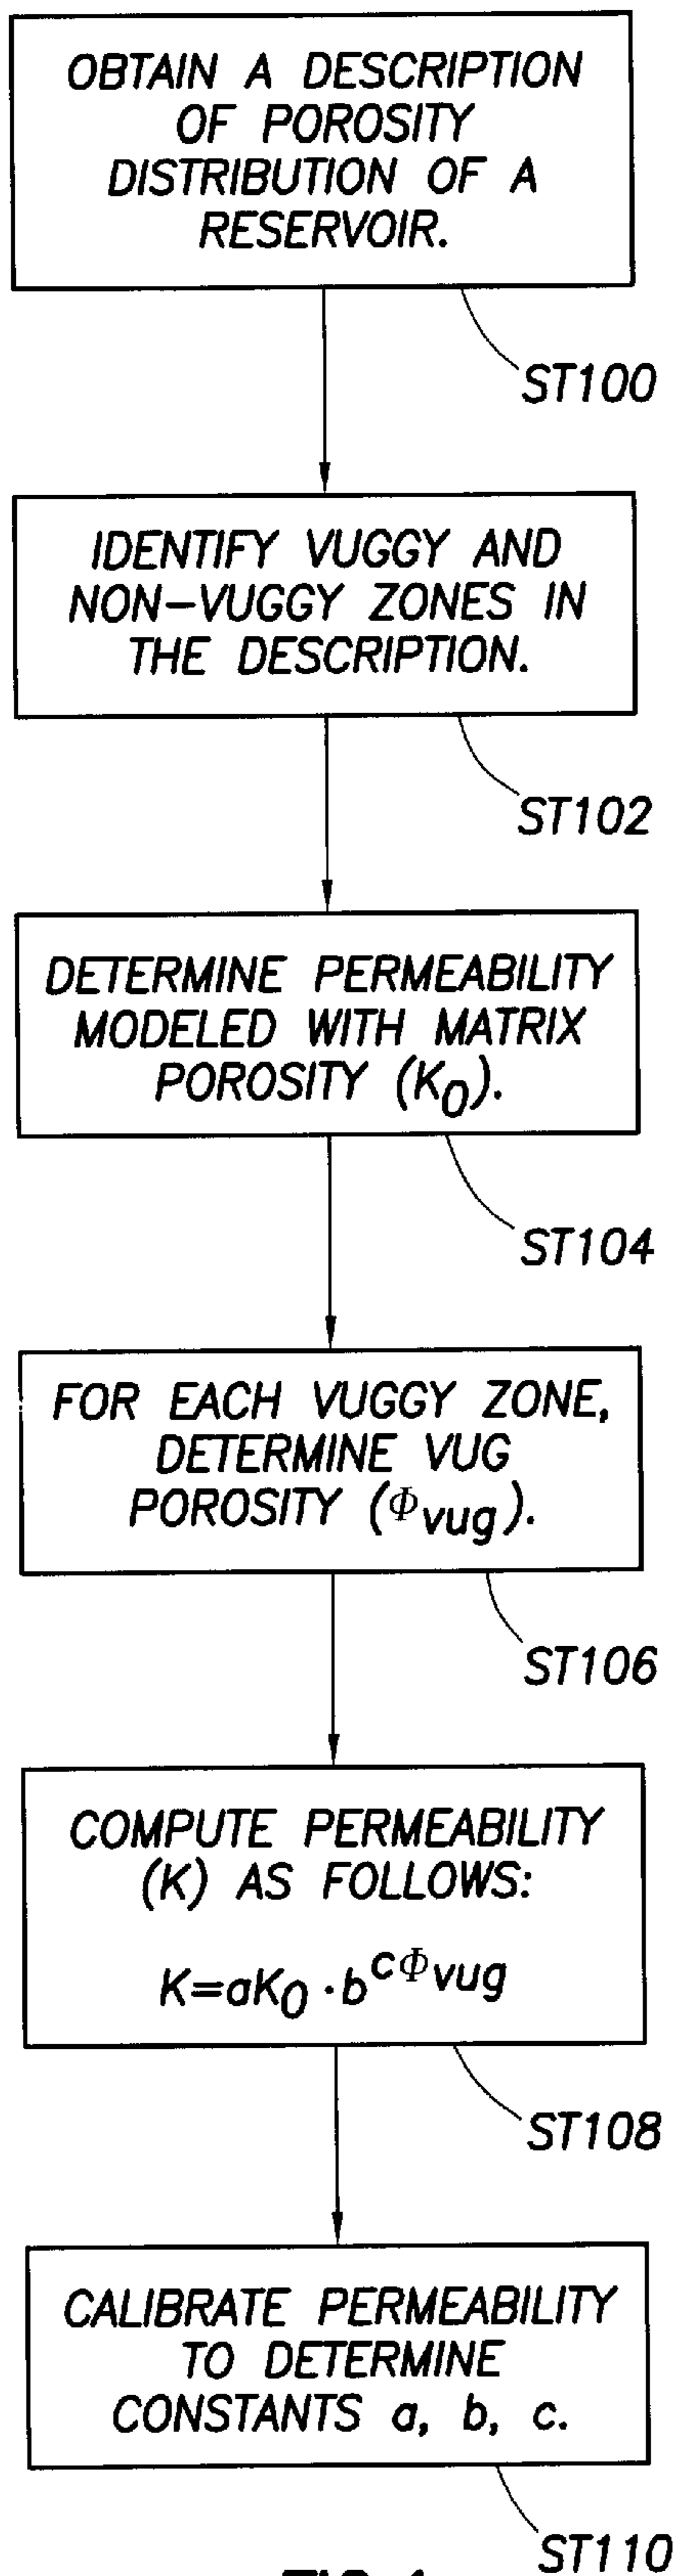 OBTAIN A DESCRIPTION
OF POROSITY
DISTRIBUTION OF A
RESERVOIR.
ST100
IDENTIFY VUGGY AND
NON-VUGGY ZONES IN
THE DESCRIPTION.
ST102
DETERMINE PERMEABILITY
MODELED WITH MATRIX
POROSITY (K0).
ST104
FOR EACH VUGGY ZONE,
DETERMINE VUG
POROSITY (Φvug).
ST106
COMPUTE PERMEABILITY
(K) AS FOLLOWS:
K=aK0·b^cΦvug
ST108
CALIBRATE PERMEABILITY
TO DETERMINE
CONSTANTS a, b, c.
ST110